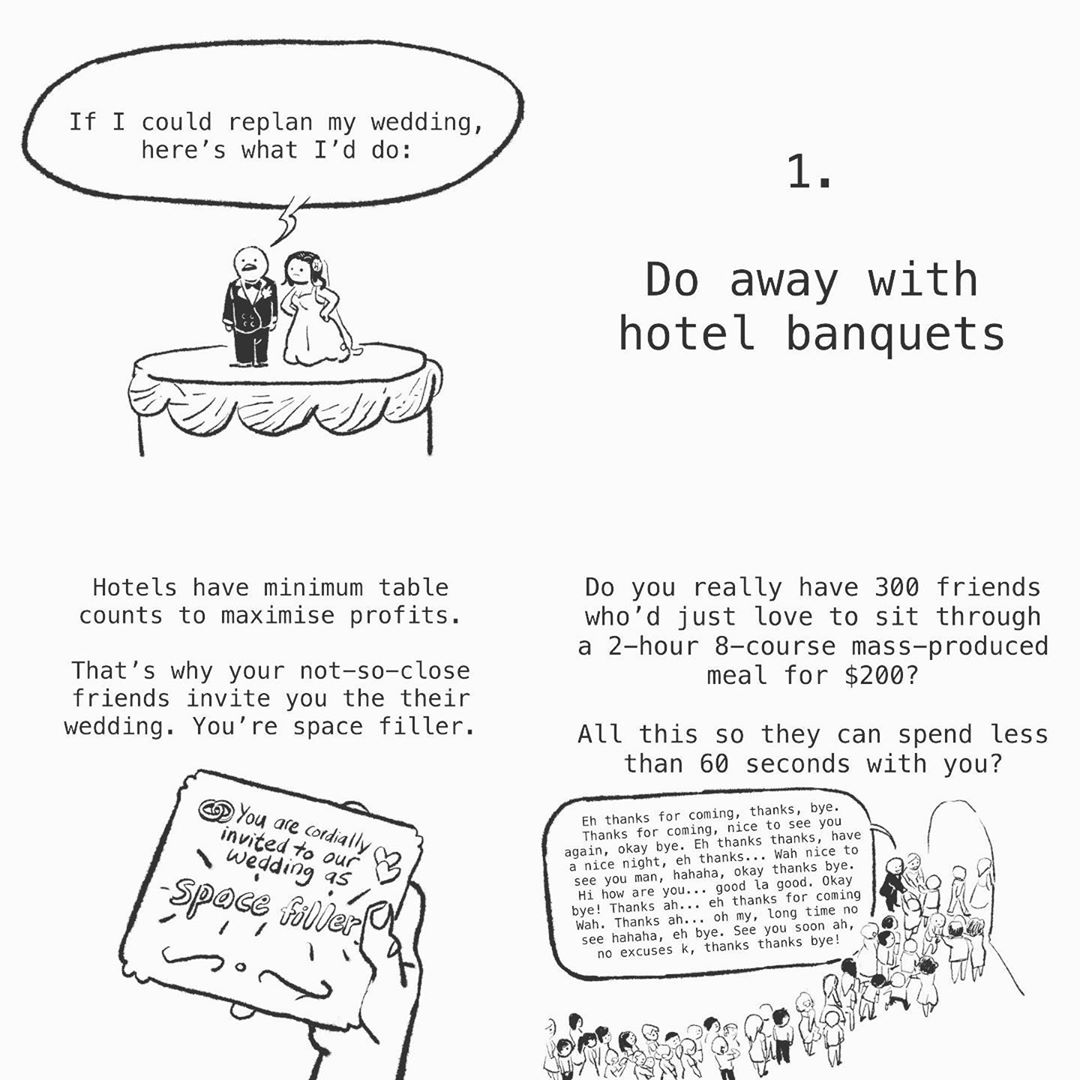 If I could replan my wedding,
here's what I'd do:
1.
Do away with
hotel banquets
Hotels have minimum table
counts to maximise profits.
That's why your not-so-close
friends invite you the their
wedding. You're space filler.
You are cordially
invited to our
wedding as
space filler
Do you really have 300 friends
who'd just love to sit through
a 2-hour 8-course mass-produced
meal for $200?
All this so they can spend less
than 60 seconds with you?
Eh thanks for coming, thanks, bye.
Thanks for coming, nice to see you
again, okay bye. Eh thanks thanks, have
a nice night, eh thanks... Wah nice to
see you man, hahaha, okay thanks bye.
Hi how are you... good la good. Okay
bye! Thanks ah... eh thanks for coming
Wah. Thanks ah... oh my, long time no
see hahaha, eh bye. See you soon ah,
no excuses k, thanks thanks bye!